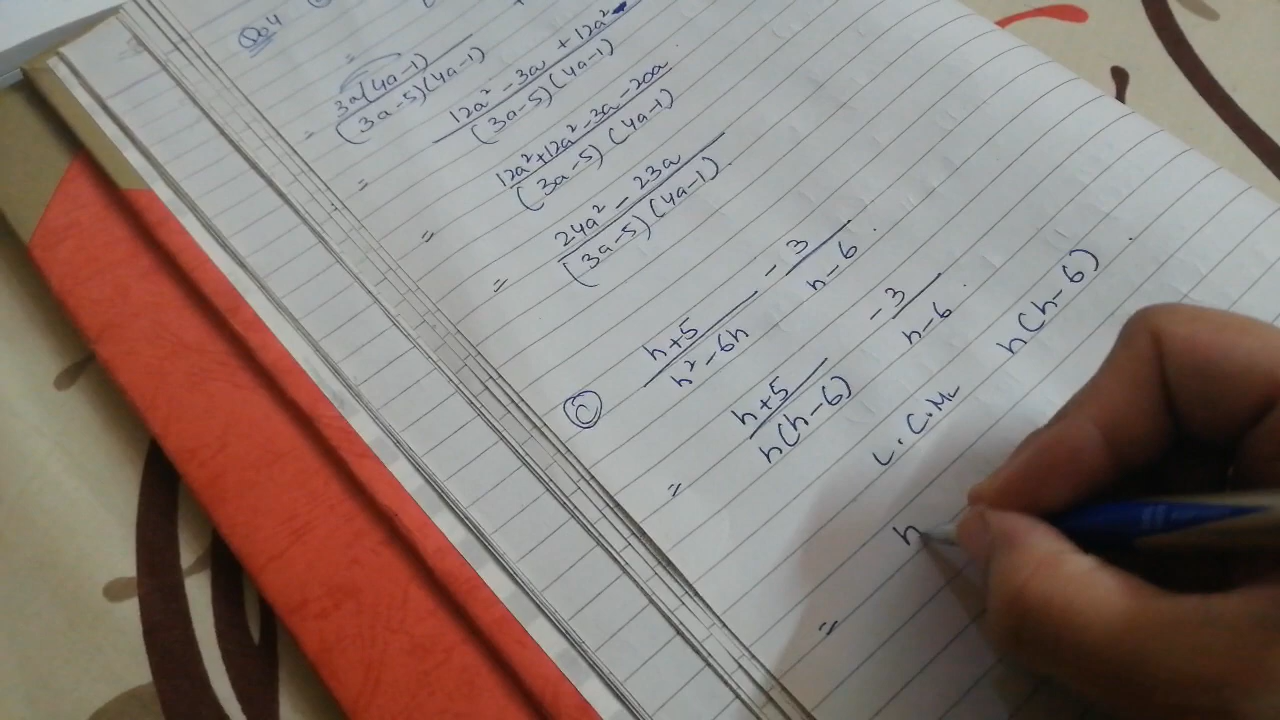 Q.4
= 3a(4a-1) / (3a-5)(4a-1)
= 12a² - 3a + 12a² / (3a-5)(4a-1)
= 12a² + 12a² - 3a - 20a / (3a-5)(4a-1)
= 24a² - 23a / (3a-5)(4a-1)
C h+5 / h² - 6h - 3 / h-6
= h+5 / h(h-6) - 3 / h-6
L.C.M h(h-6)
= h